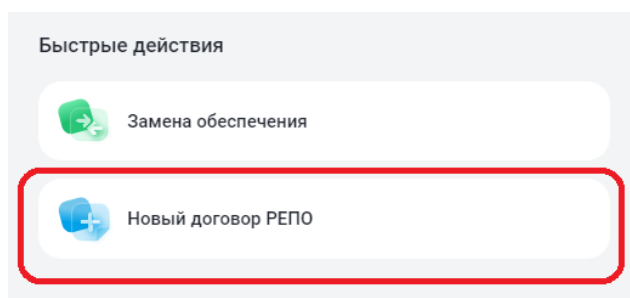 Быстрые действия
Замена обеспечения
Новый договор РЕПО